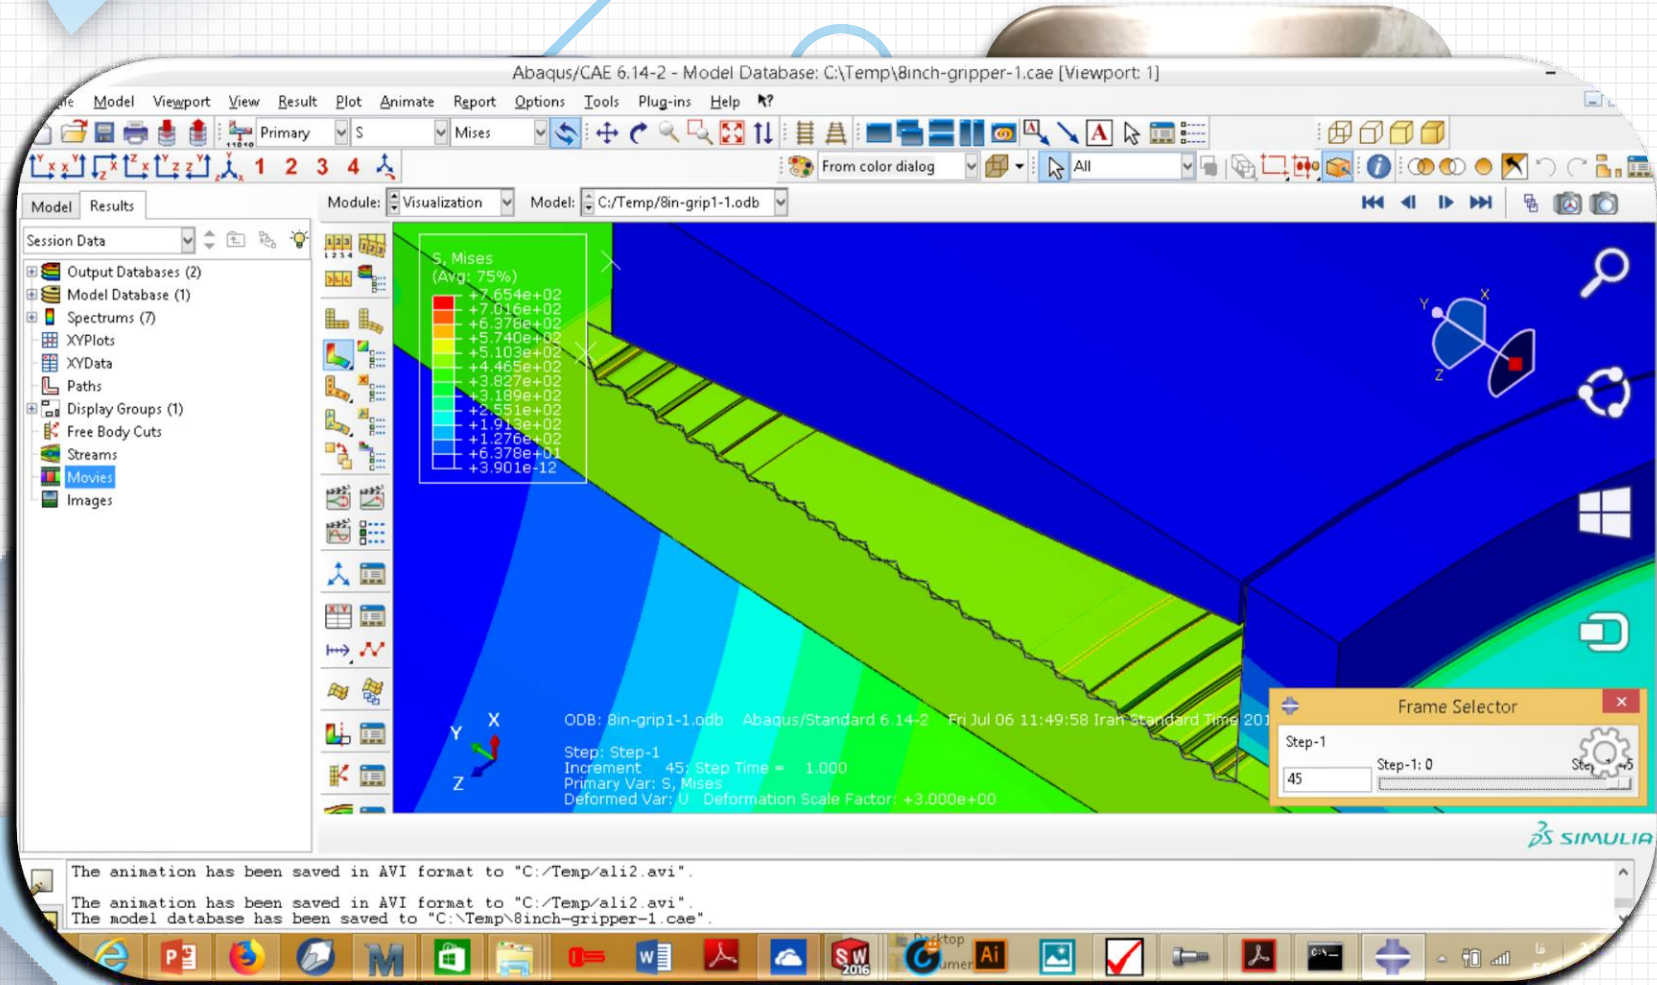 Abaqus/CAE 6.14-2 - Model Database: C:\Temp\8inch-gripper-1.cae [Viewport: 1]
Model Viewport View Result Plot Animate Report Options Tools Plug-ins Help
Primary S Mises
1 2 3 4 From color dialog All
Model Results Module: Visualization Model: C:/Temp/8in-grip1-1.odb
Session Data
Output Databases (2)
Model Database (1)
Spectrums (7)
XYPlots
XYData
Paths
Display Groups (1)
Free Body Cuts
Streams
Movies
Images
S, Mises
(Avg: 75%)
+7.654e+02
+7.016e+02
+6.378e+02
+5.740e+02
+5.103e+02
+4.465e+02
+3.827e+02
+3.189e+02
+2.551e+02
+1.913e+02
+1.276e+02
+6.378e+01
+3.901e-12
Y X
Z
X
Y
Z
ODB: 8in-grip1-1.odb Abaqus/Standard 6.14-2 Fri Jul 06 11:49:58 Iran Standard Time 201
Step: Step-1
Increment 45: Step Time = 1.000
Primary Var: S, Mises
Deformed Var: U Deformation Scale Factor: +3.000e+00
Frame Selector
Step-1
Step-1: 0
45
SIMULIA
The animation has been saved in AVI format to "C:/Temp/ali2.avi".
The animation has been saved in AVI format to "C:/Temp/ali2.avi".
The model database has been saved to "C:\Temp\8inch-gripper-1.cae".
SW
2016
Ai